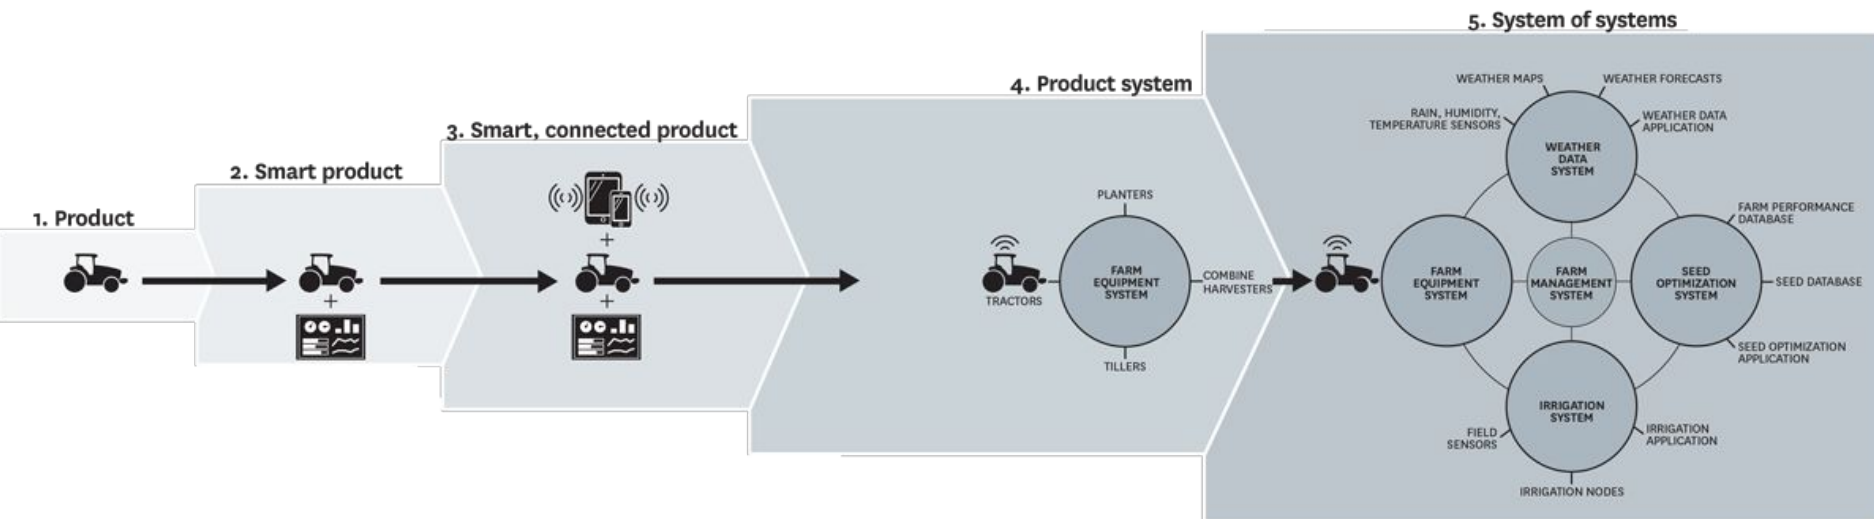 1. Product
2. Smart product
3. Smart, connected product
4. Product system
PLANTERS
TRACTORS
FARM
EQUIPMENT
SYSTEM
COMBINE
HARVESTERS
TILLERS
5. System of systems
WEATHER MAPS
WEATHER FORECASTS
RAIN, HUMIDITY,
TEMPERATURE SENSORS
WEATHER DATA
APPLICATION
WEATHER
DATA
SYSTEM
FARM
EQUIPMENT
SYSTEM
FARM
MANAGEMENT
SYSTEM
SEED
OPTIMIZATION
SYSTEM
FARM PERFORMANCE
DATABASE
SEED DATABASE
SEED OPTIMIZATION
APPLICATION
IRRIGATION
SYSTEM
FIELD
SENSORS
IRRIGATION
APPLICATION
IRRIGATION NODES